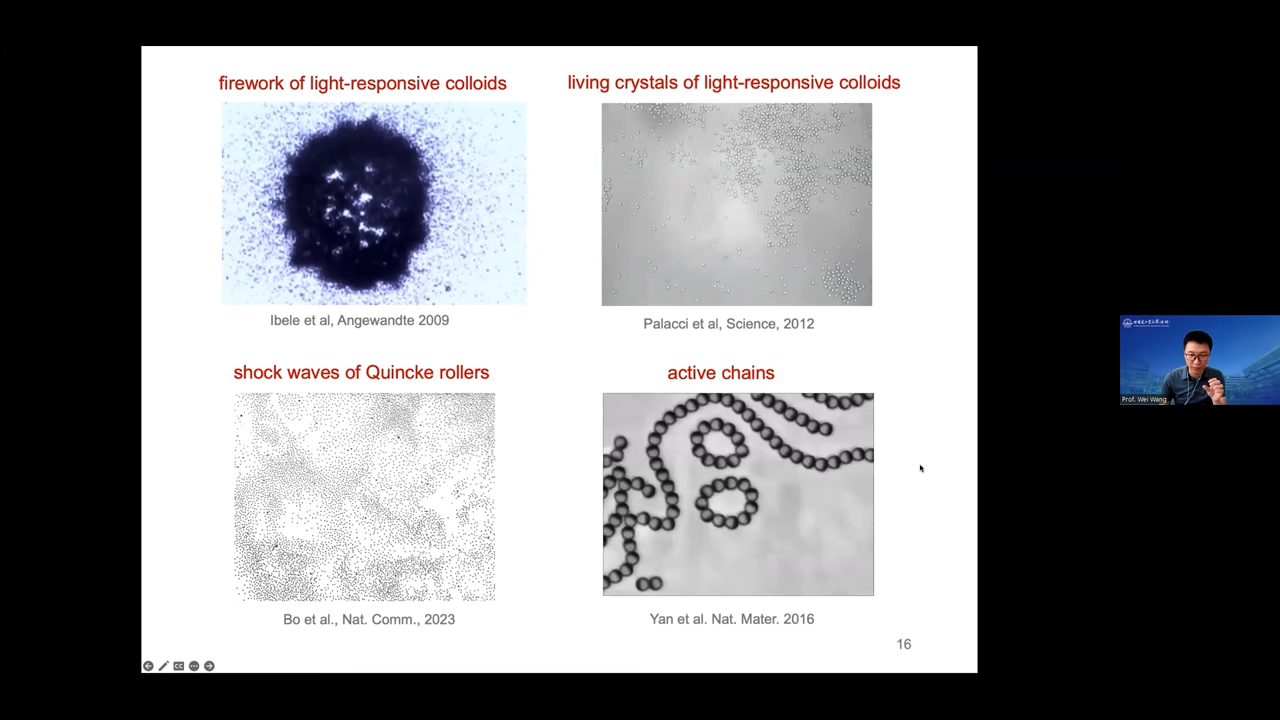 firework of light-responsive colloids
living crystals of light-responsive colloids
Ibele et al, Angewandte 2009
Palacci et al, Science, 2012
shock waves of Quincke rollers
active chains
Bo et al., Nat. Comm., 2023
Yan et al. Nat. Mater. 2016
16
Prof. Wei Wang